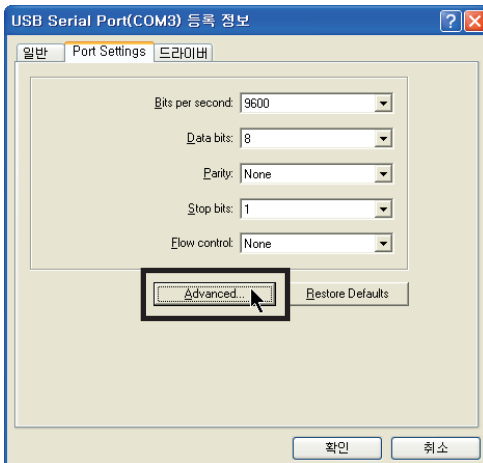 USB Serial Port(COM3) 등록 정보
일반 Port Settings 드라이버
Bits per second: 9600
Data bits: 8
Parity: None
Stop bits: 1
Flow control: None
Advanced... Restore Defaults
확인 취소